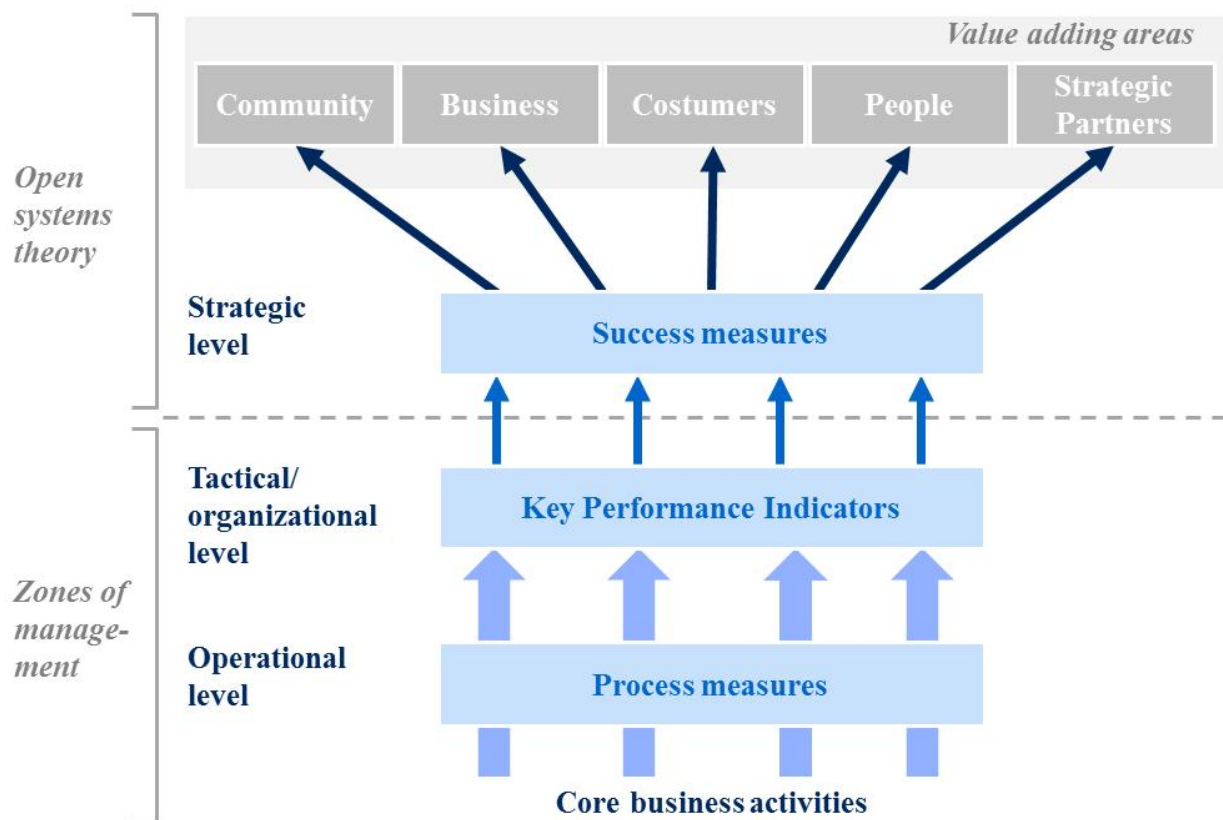 Value adding areas
Community
Business
Costumers
People
Strategic
Partners
Open
systems
theory
Strategic
level
Success measures
Tactical/
organizational
level
Key Performance Indicators
Zones of
manage-
ment
Operational
level
Process measures
Core business activities